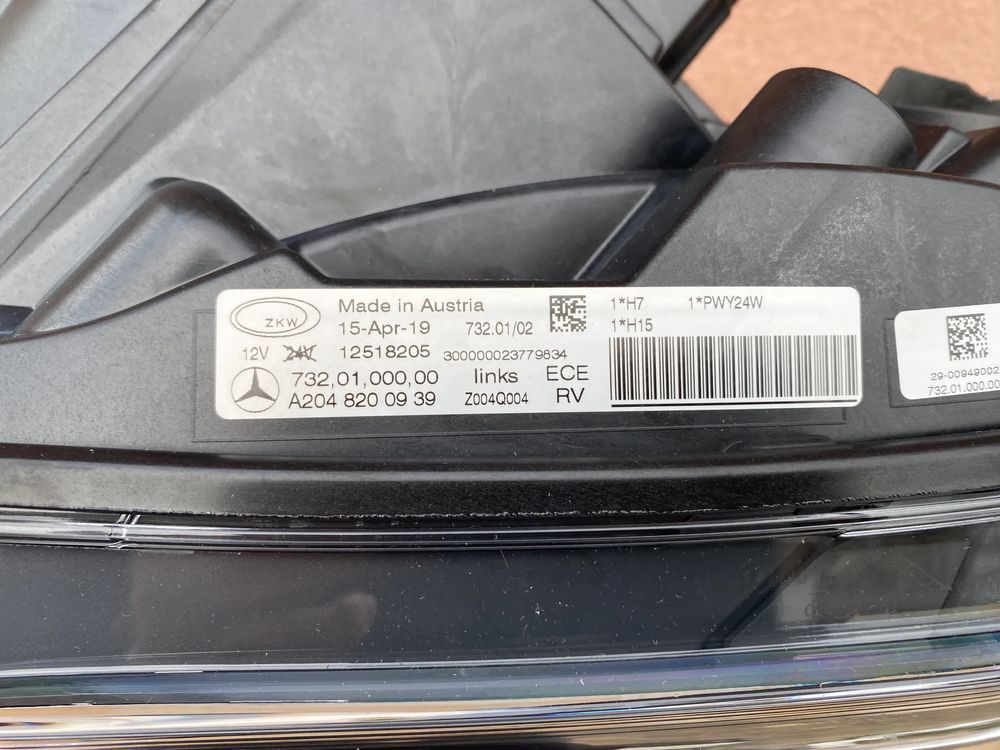 ZKW
Made in Austria
15-Apr-19 732.01/02
12V 24V 12518205 300000023779634
732,01,000,00 links ECE
A204 820 09 39 Z004Q004 RV
1*H7 1*PWY24W
1*H15
29-00949002
732.01.000.00